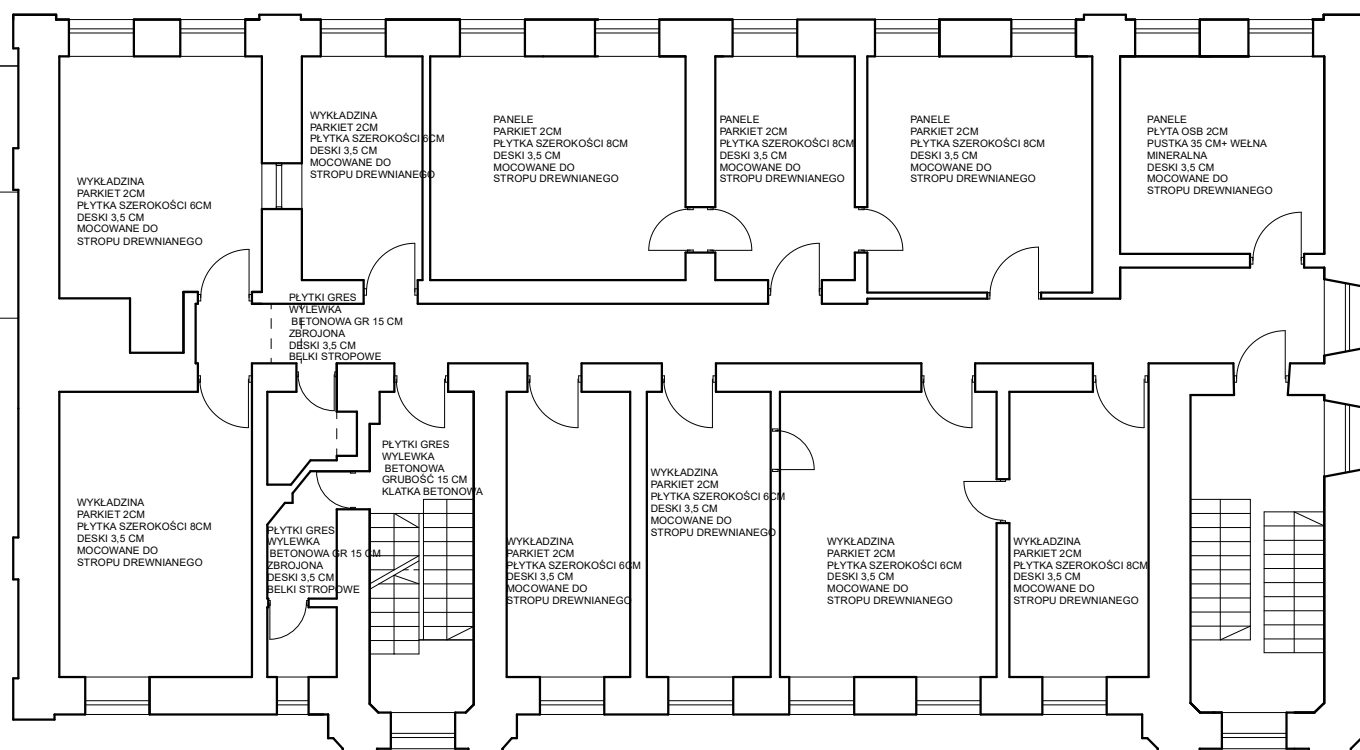 WYKŁADZINA
PARKIET 2CM
PŁYTKA SZEROKOŚCI 6CM
DESKI 3,5 CM
MOCOWANE DO
STROPU DREWNIANEGO
WYKŁADZINA
PARKIET 2CM
PŁYTKA SZEROKOŚCI 6CM
DESKI 3,5 CM
MOCOWANE DO
STROPU DREWNIANEGO
PANELE
PARKIET 2CM
PŁYTKA SZEROKOŚCI 8CM
DESKI 3,5 CM
MOCOWANE DO
STROPU DREWNIANEGO
PANELE
PARKIET 2CM
PŁYTKA SZEROKOŚCI 8CM
DESKI 3,5 CM
MOCOWANE DO
STROPU DREWNIANEGO
PANELE
PARKIET 2CM
PŁYTKA SZEROKOŚCI 8CM
DESKI 3,5 CM
MOCOWANE DO
STROPU DREWNIANEGO
PANELE
PŁYTA OSB 2CM
PUSTKA 35 CM+ WEŁNA
MINERALNA
DESKI 3,5 CM
MOCOWANE DO
STROPU DREWNIANEGO
PŁYTKI GRES
WYLEWKA
BETONOWA GR 15 CM
ZBROJONA
DESKI 3,5 CM
BELKI STROPOWE
WYKŁADZINA
PARKIET 2CM
PŁYTKA SZEROKOŚCI 8CM
DESKI 3,5 CM
MOCOWANE DO
STROPU DREWNIANEGO
PŁYTKI GRES
WYLEWKA
BETONOWA GR 15 CM
ZBROJONA
DESKI 3,5 CM
BELKI STROPOWE
PŁYTKI GRES
WYLEWKA
BETONOWA
GRUBOŚĆ 15 CM
KLATKA BETONOWA
WYKŁADZINA
PARKIET 2CM
PŁYTKA SZEROKOŚCI 6CM
DESKI 3,5 CM
MOCOWANE DO
STROPU DREWNIANEGO
WYKŁADZINA
PARKIET 2CM
PŁYTKA SZEROKOŚCI 6CM
DESKI 3,5 CM
MOCOWANE DO
STROPU DREWNIANEGO
WYKŁADZINA
PARKIET 2CM
PŁYTKA SZEROKOŚCI 6CM
DESKI 3,5 CM
MOCOWANE DO
STROPU DREWNIANEGO
WYKŁADZINA
PARKIET 2CM
PŁYTKA SZEROKOŚCI 8CM
DESKI 3,5 CM
MOCOWANE DO
STROPU DREWNIANEGO